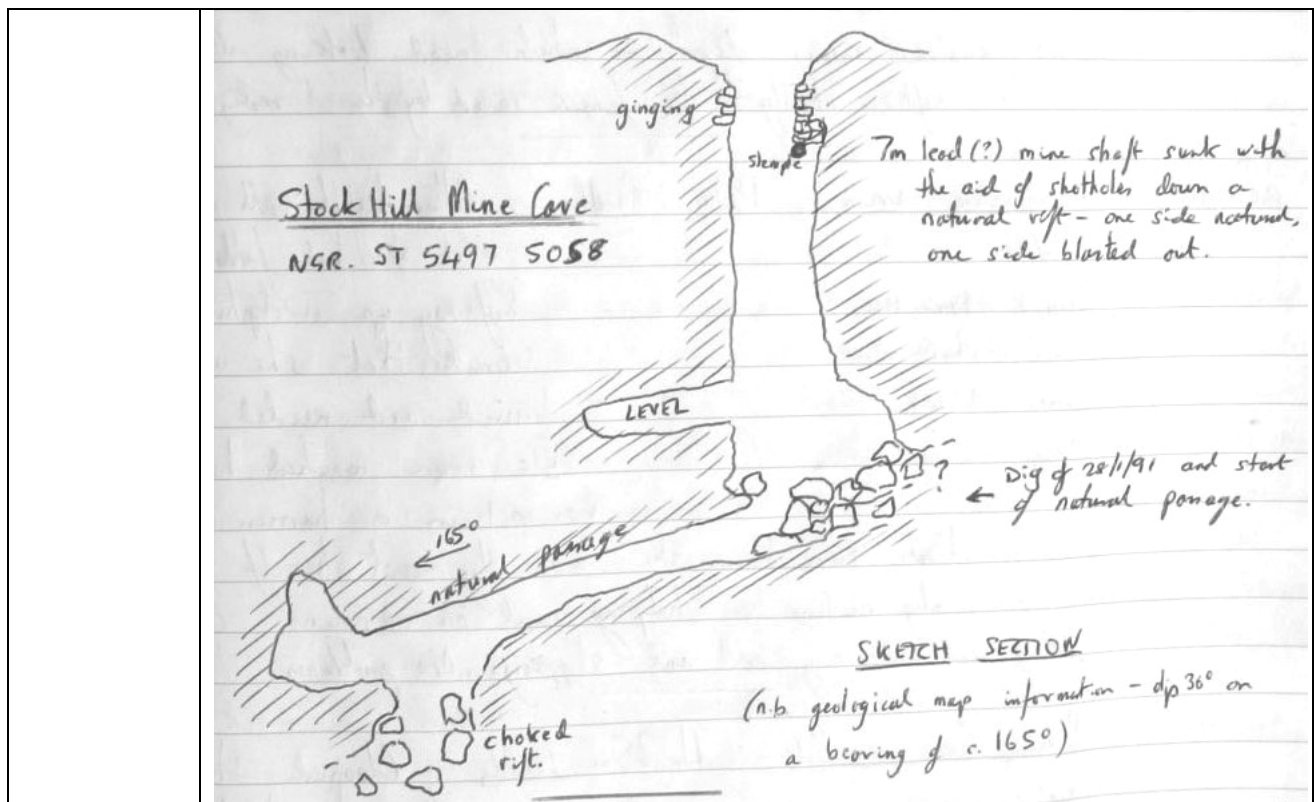 ginging
stemple
Stock Hill Mine Cave
NGR. ST 5497 5058
7m lead (?) mine shaft sunk with
the aid of shotholes down a
natural rift - one side natural,
one side blasted out.
LEVEL
?
← Dig of 28/1/91 and start
of natural passage.
165°
natural passage
SKETCH SECTION
(n.b. geological map information - dip 36° on
a bearing of c. 165°)
choked
rift.